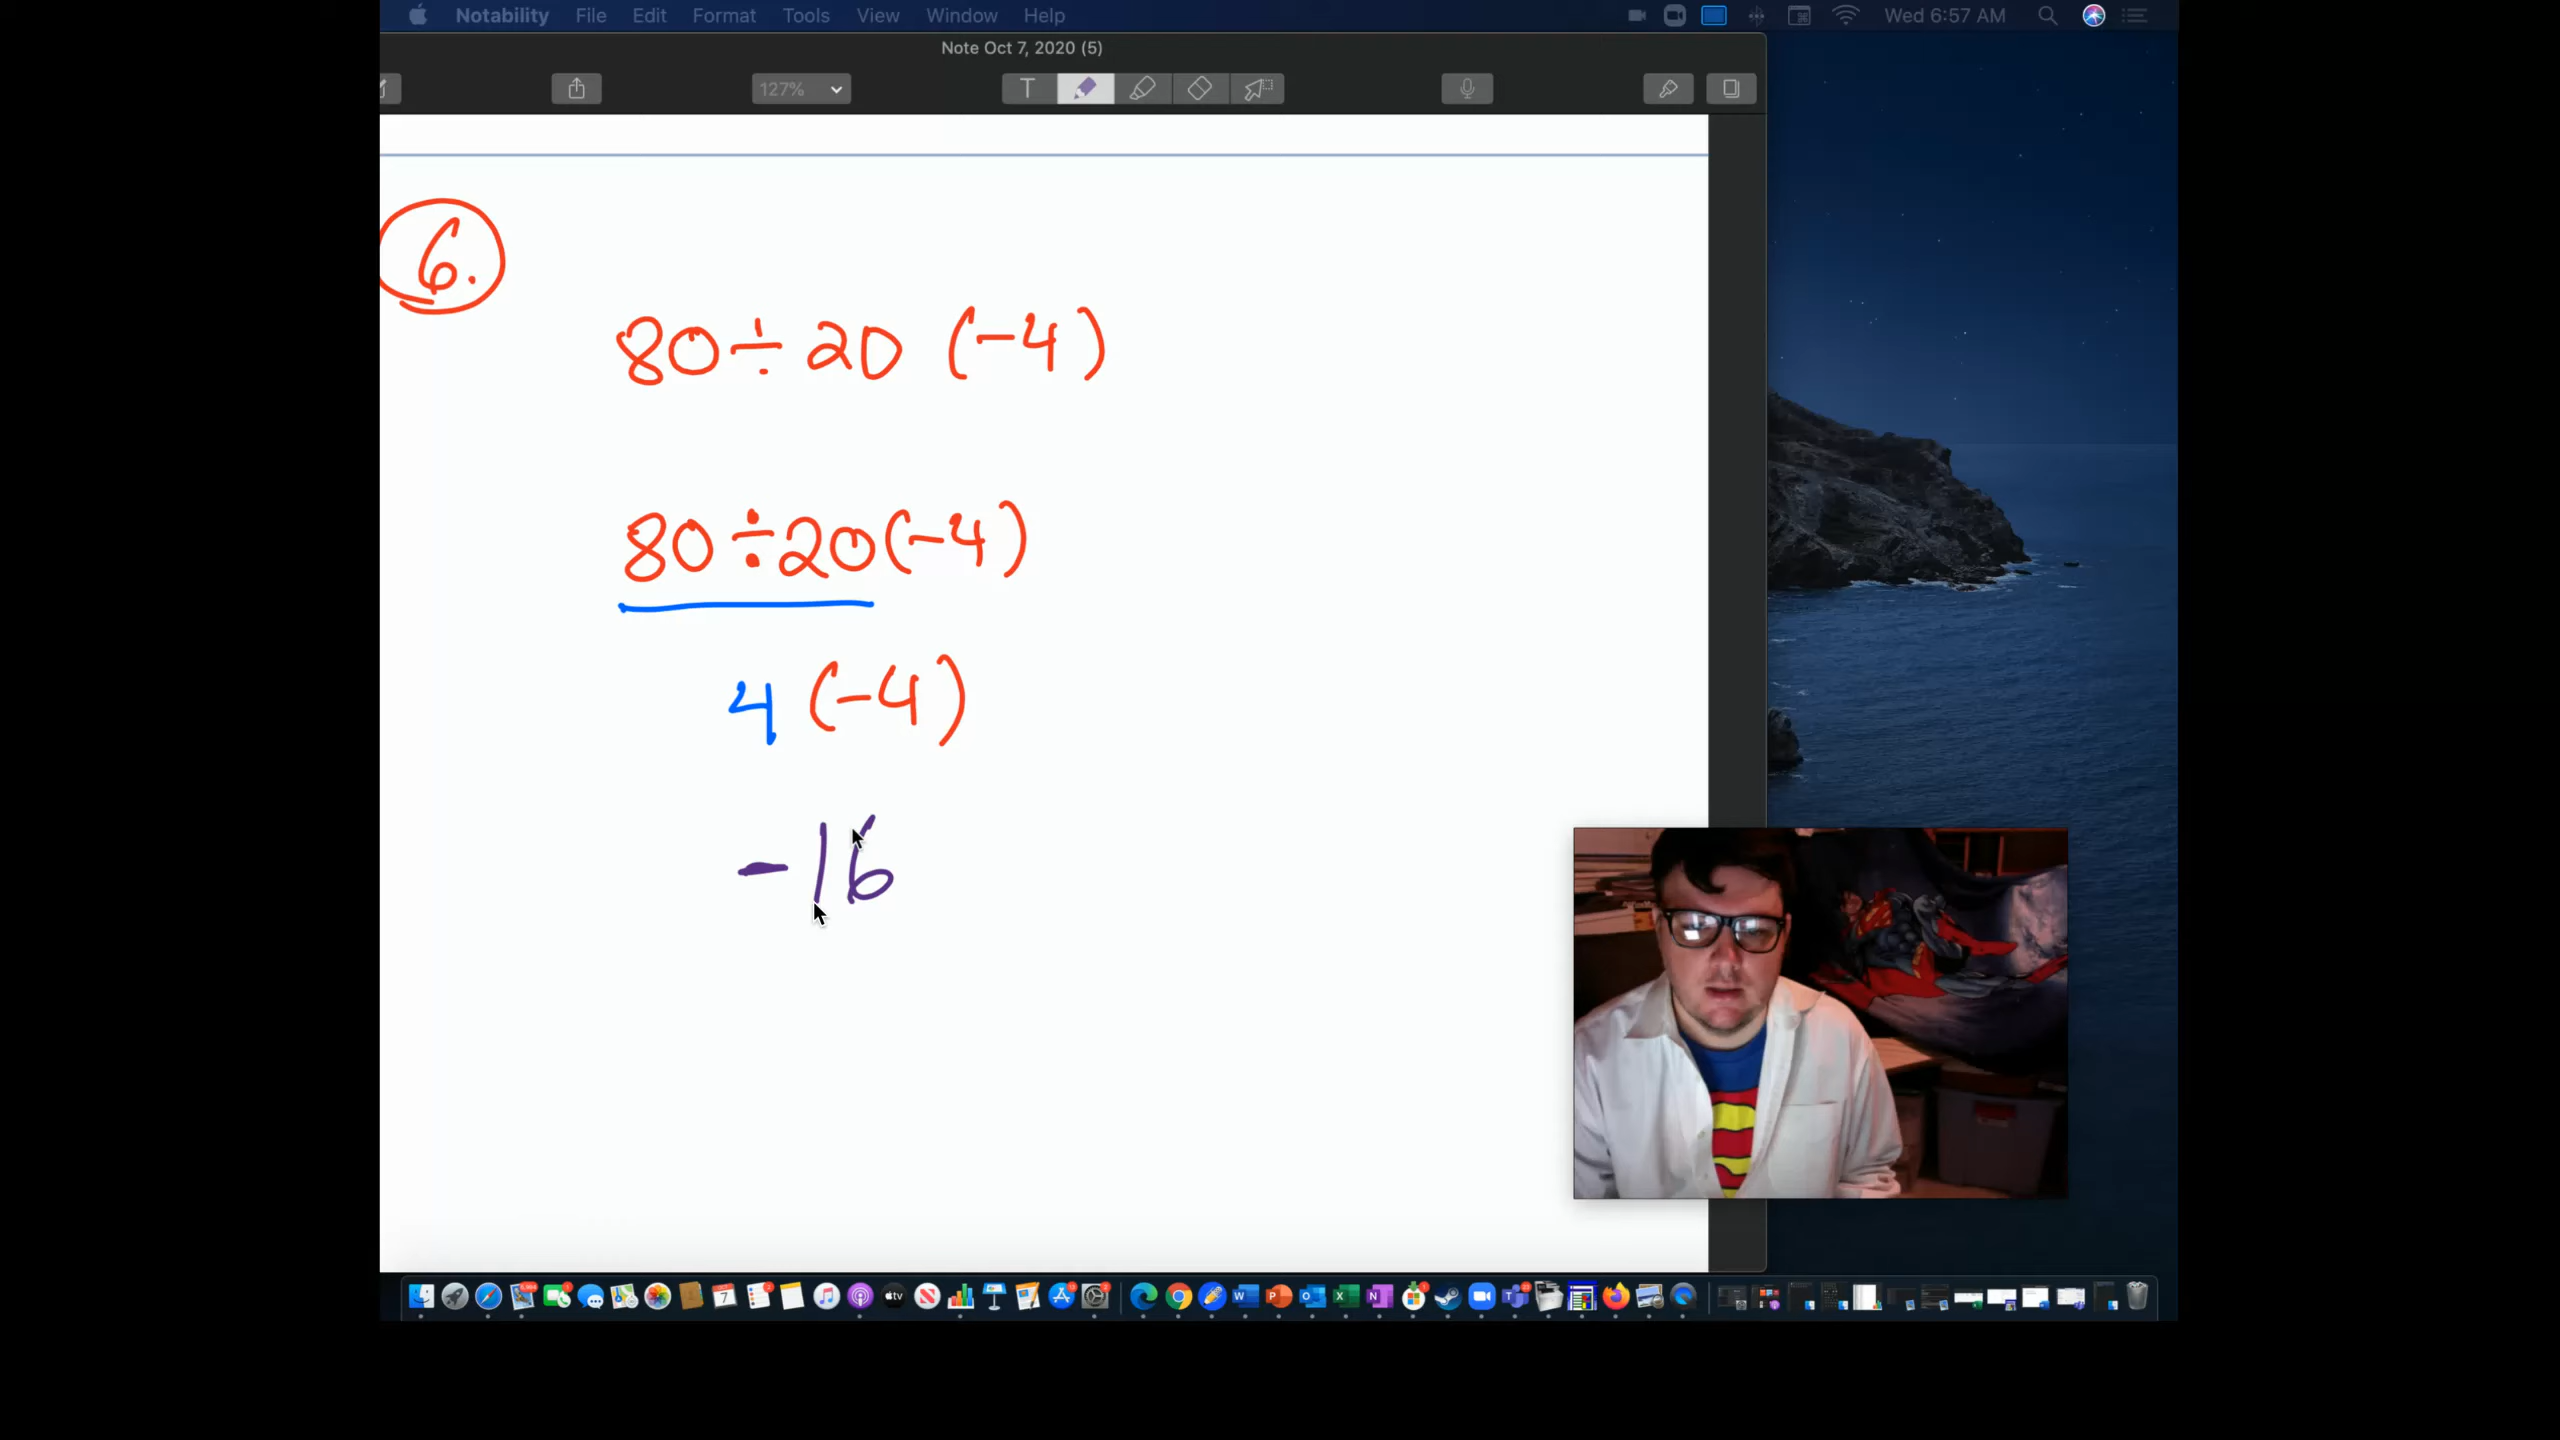 Notability File Edit Format Tools View Window Help Wed 6:57 AM
Note Oct 7, 2020 (5)
127% T
6.
80 ÷ 20 (-4)
80 ÷ 20 (-4)
4 (-4)
-16